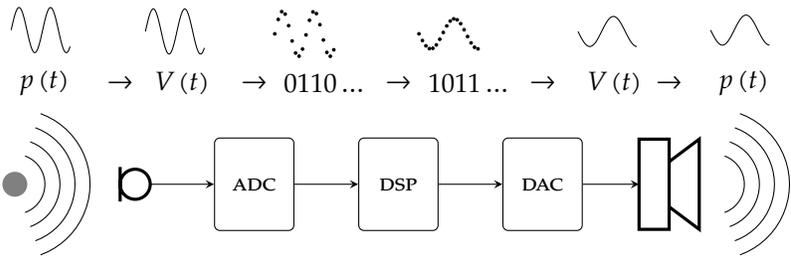 p (t) → V (t) → 0110 ... → 1011 ... → V (t) → p (t)
ADC DSP DAC